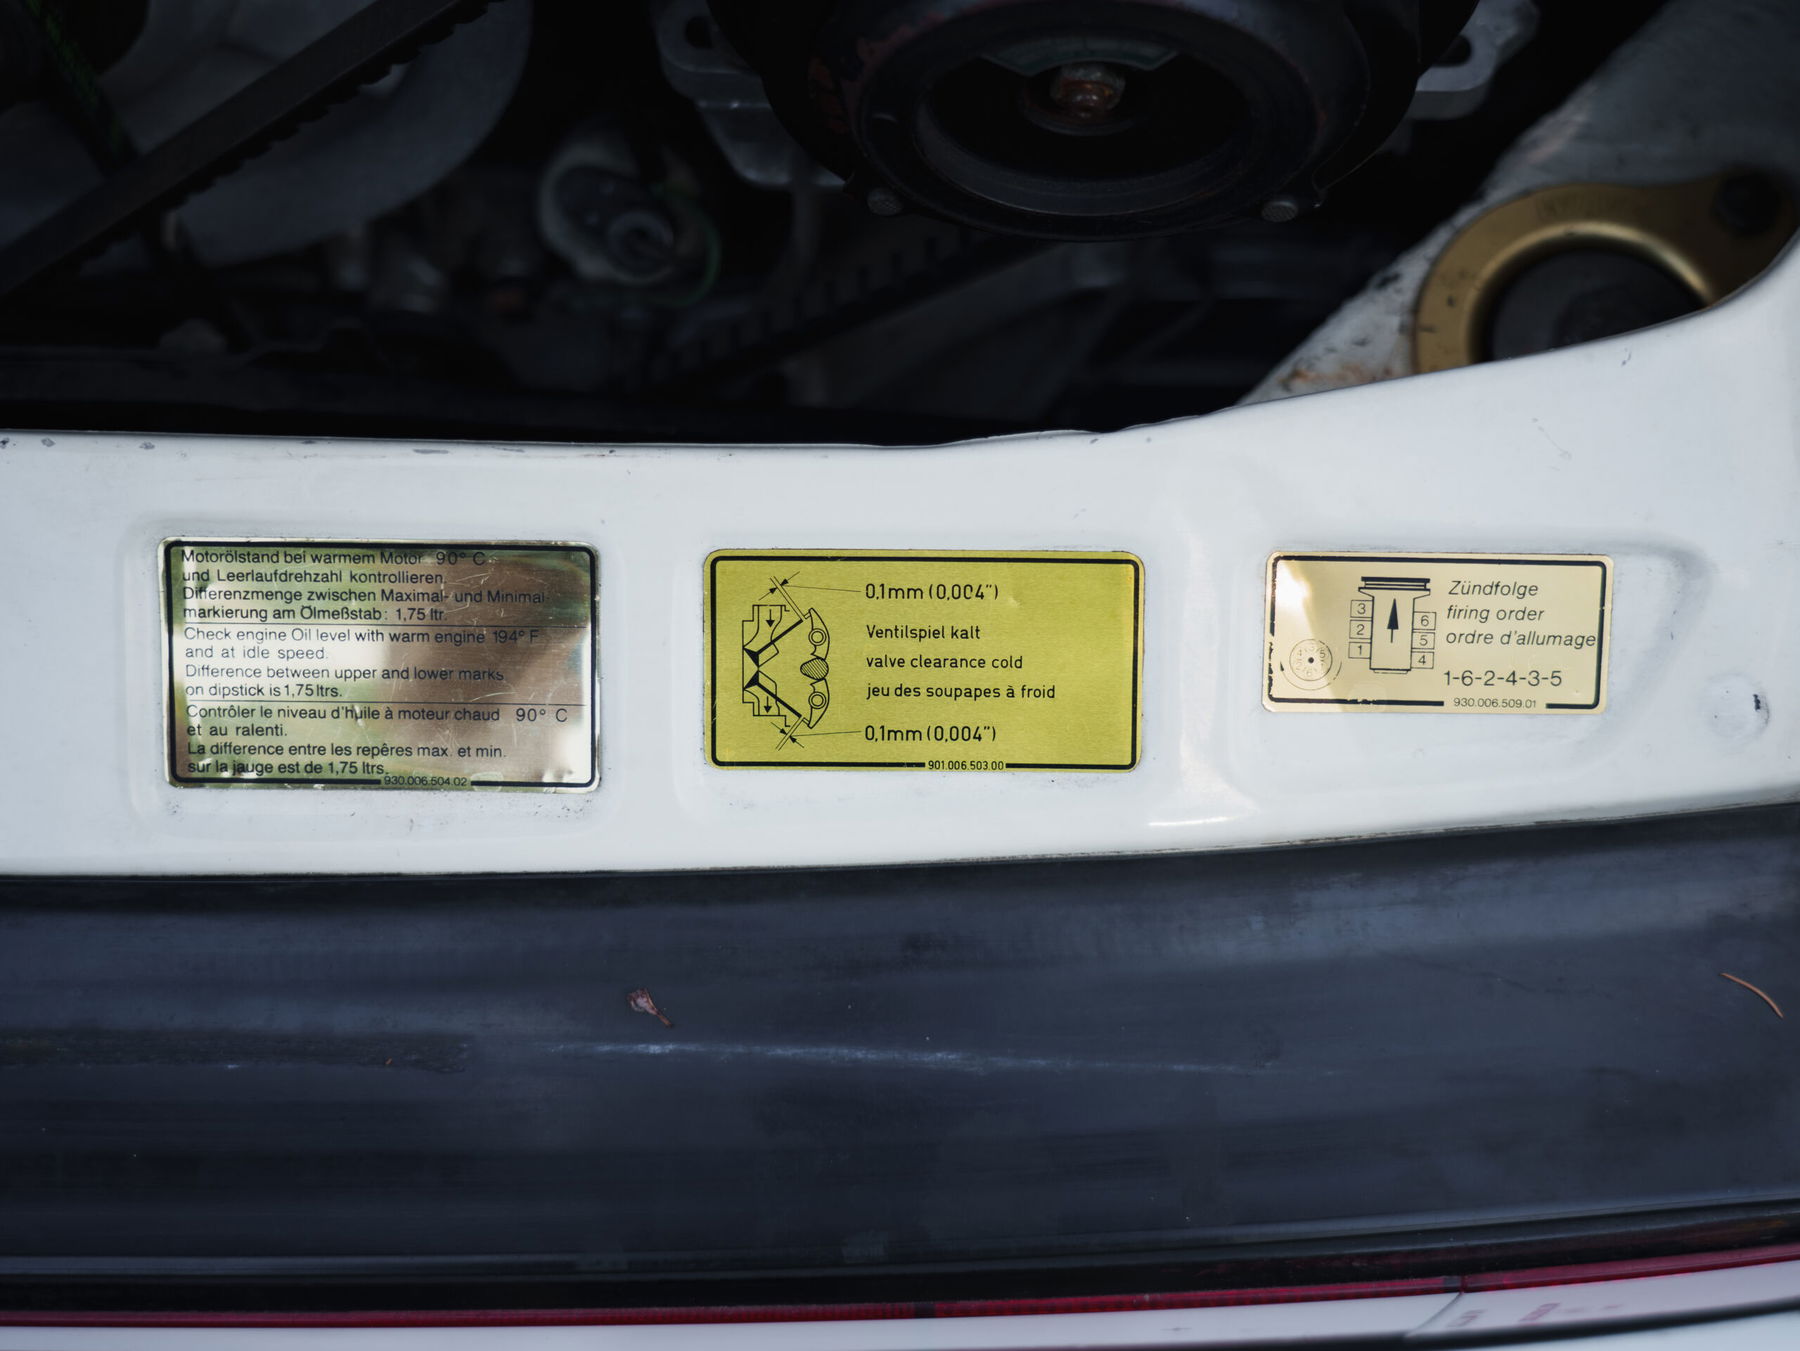 Motorölstand bei warmem Motor 90° C
und Leerlaufdrehzahl kontrollieren.
Differenzmenge zwischen Maximal- und Minimal-
markierung am Ölmeßstab: 1,75 ltr.
Check engine Oil level with warm engine 194° F
and at idle speed.
Difference between upper and lower marks
on dipstick is 1,75 ltrs.
Contrôler le niveau d'huile à moteur chaud 90° C
et au ralenti.
La difference entre les repêres max. et min.
sur la jauge est de 1,75 ltrs.
930.006.504.02
0,1mm (0,004")
Ventilspiel kalt
valve clearance cold
jeu des soupapes à froid
0,1mm (0,004")
901.006.503.00
Zündfolge
firing order
ordre d'allumage
3 6
2 5
1 4
1-6-2-4-3-5
930.006.509.01